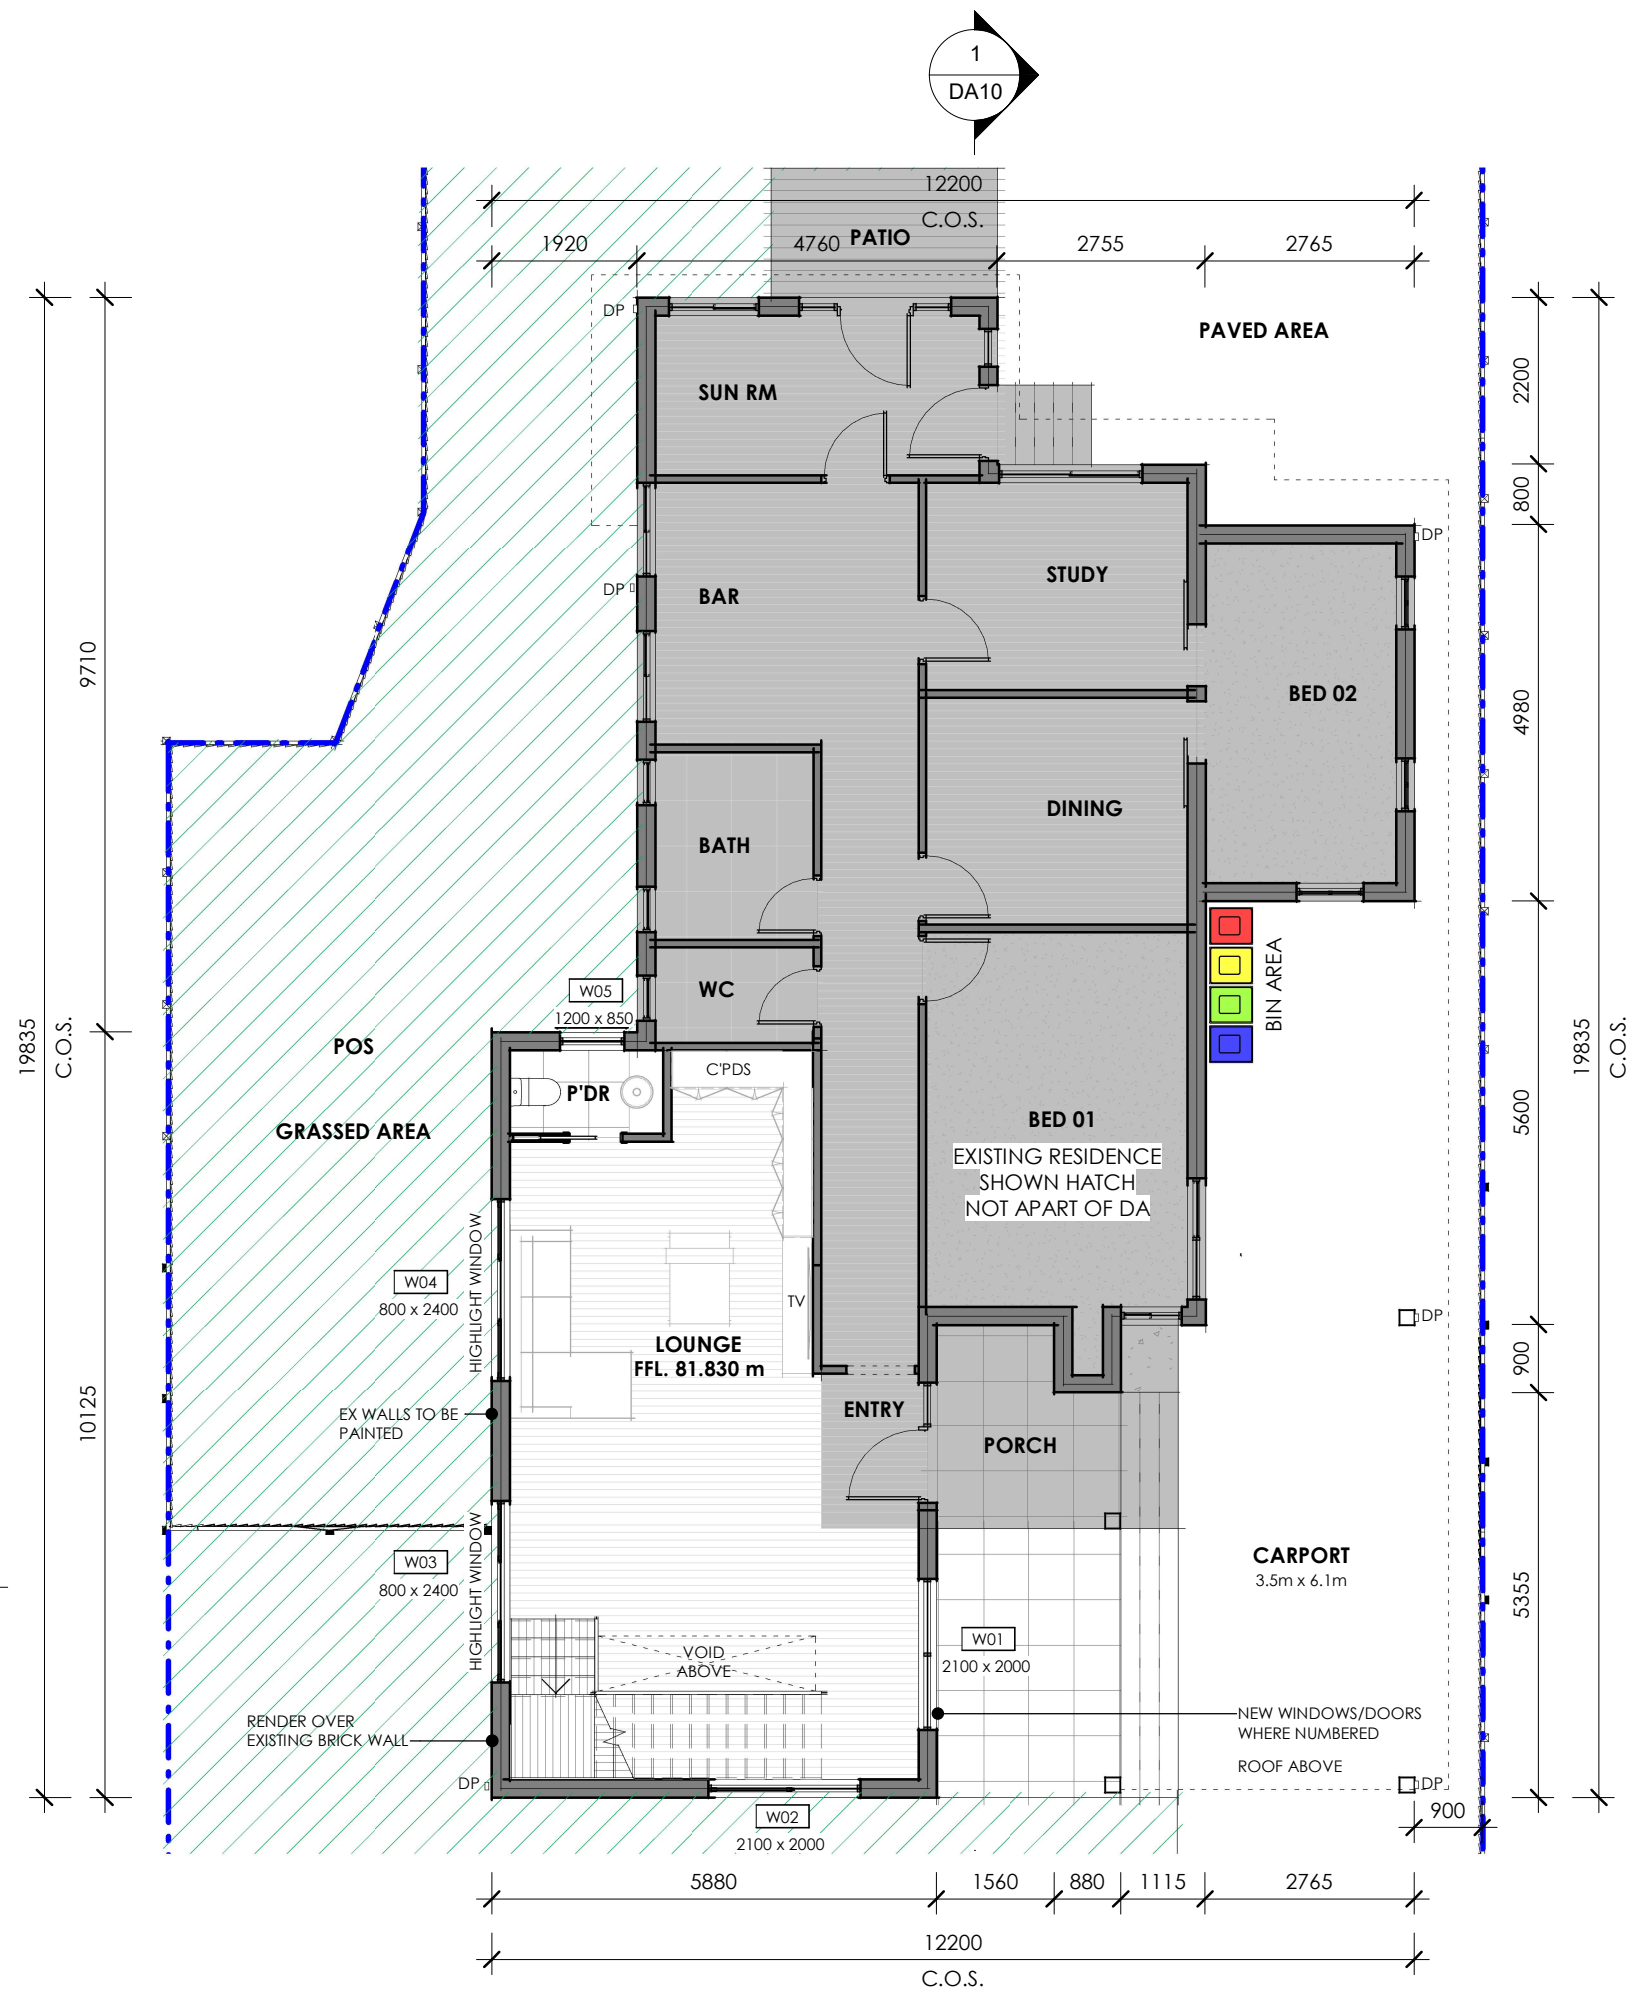 1
DA10
12200
C.O.S.
1920
4760
PATIO
2755
2765
DP
PAVED AREA
SUN RM
2200
800
DP
STUDY
BAR
DP
BED 02
9710
4980
DINING
BATH
WC
BIN AREA
W05
1200 x 850
19835
C.O.S.
POS
19835
C.O.S.
C'PDS
P'DR
GRASSED AREA
BED 01
EXISTING RESIDENCE
SHOWN HATCH
NOT APART OF DA
5600
HIGHLIGHT WINDOW
W04
800 x 2400
TV
DP
LOUNGE
FFL. 81.830 m
900
10125
EX WALLS TO BE
PAINTED
ENTRY
PORCH
HIGHLIGHT WINDOW
W03
800 x 2400
CARPORT
3.5m x 6.1m
5355
VOID
ABOVE
W01
2100 x 2000
RENDER OVER
EXISTING BRICK WALL
NEW WINDOWS/DOORS
WHERE NUMBERED
ROOF ABOVE
DP
DP
W02
2100 x 2000
900
5880
1560
880
1115
2765
12200
C.O.S.